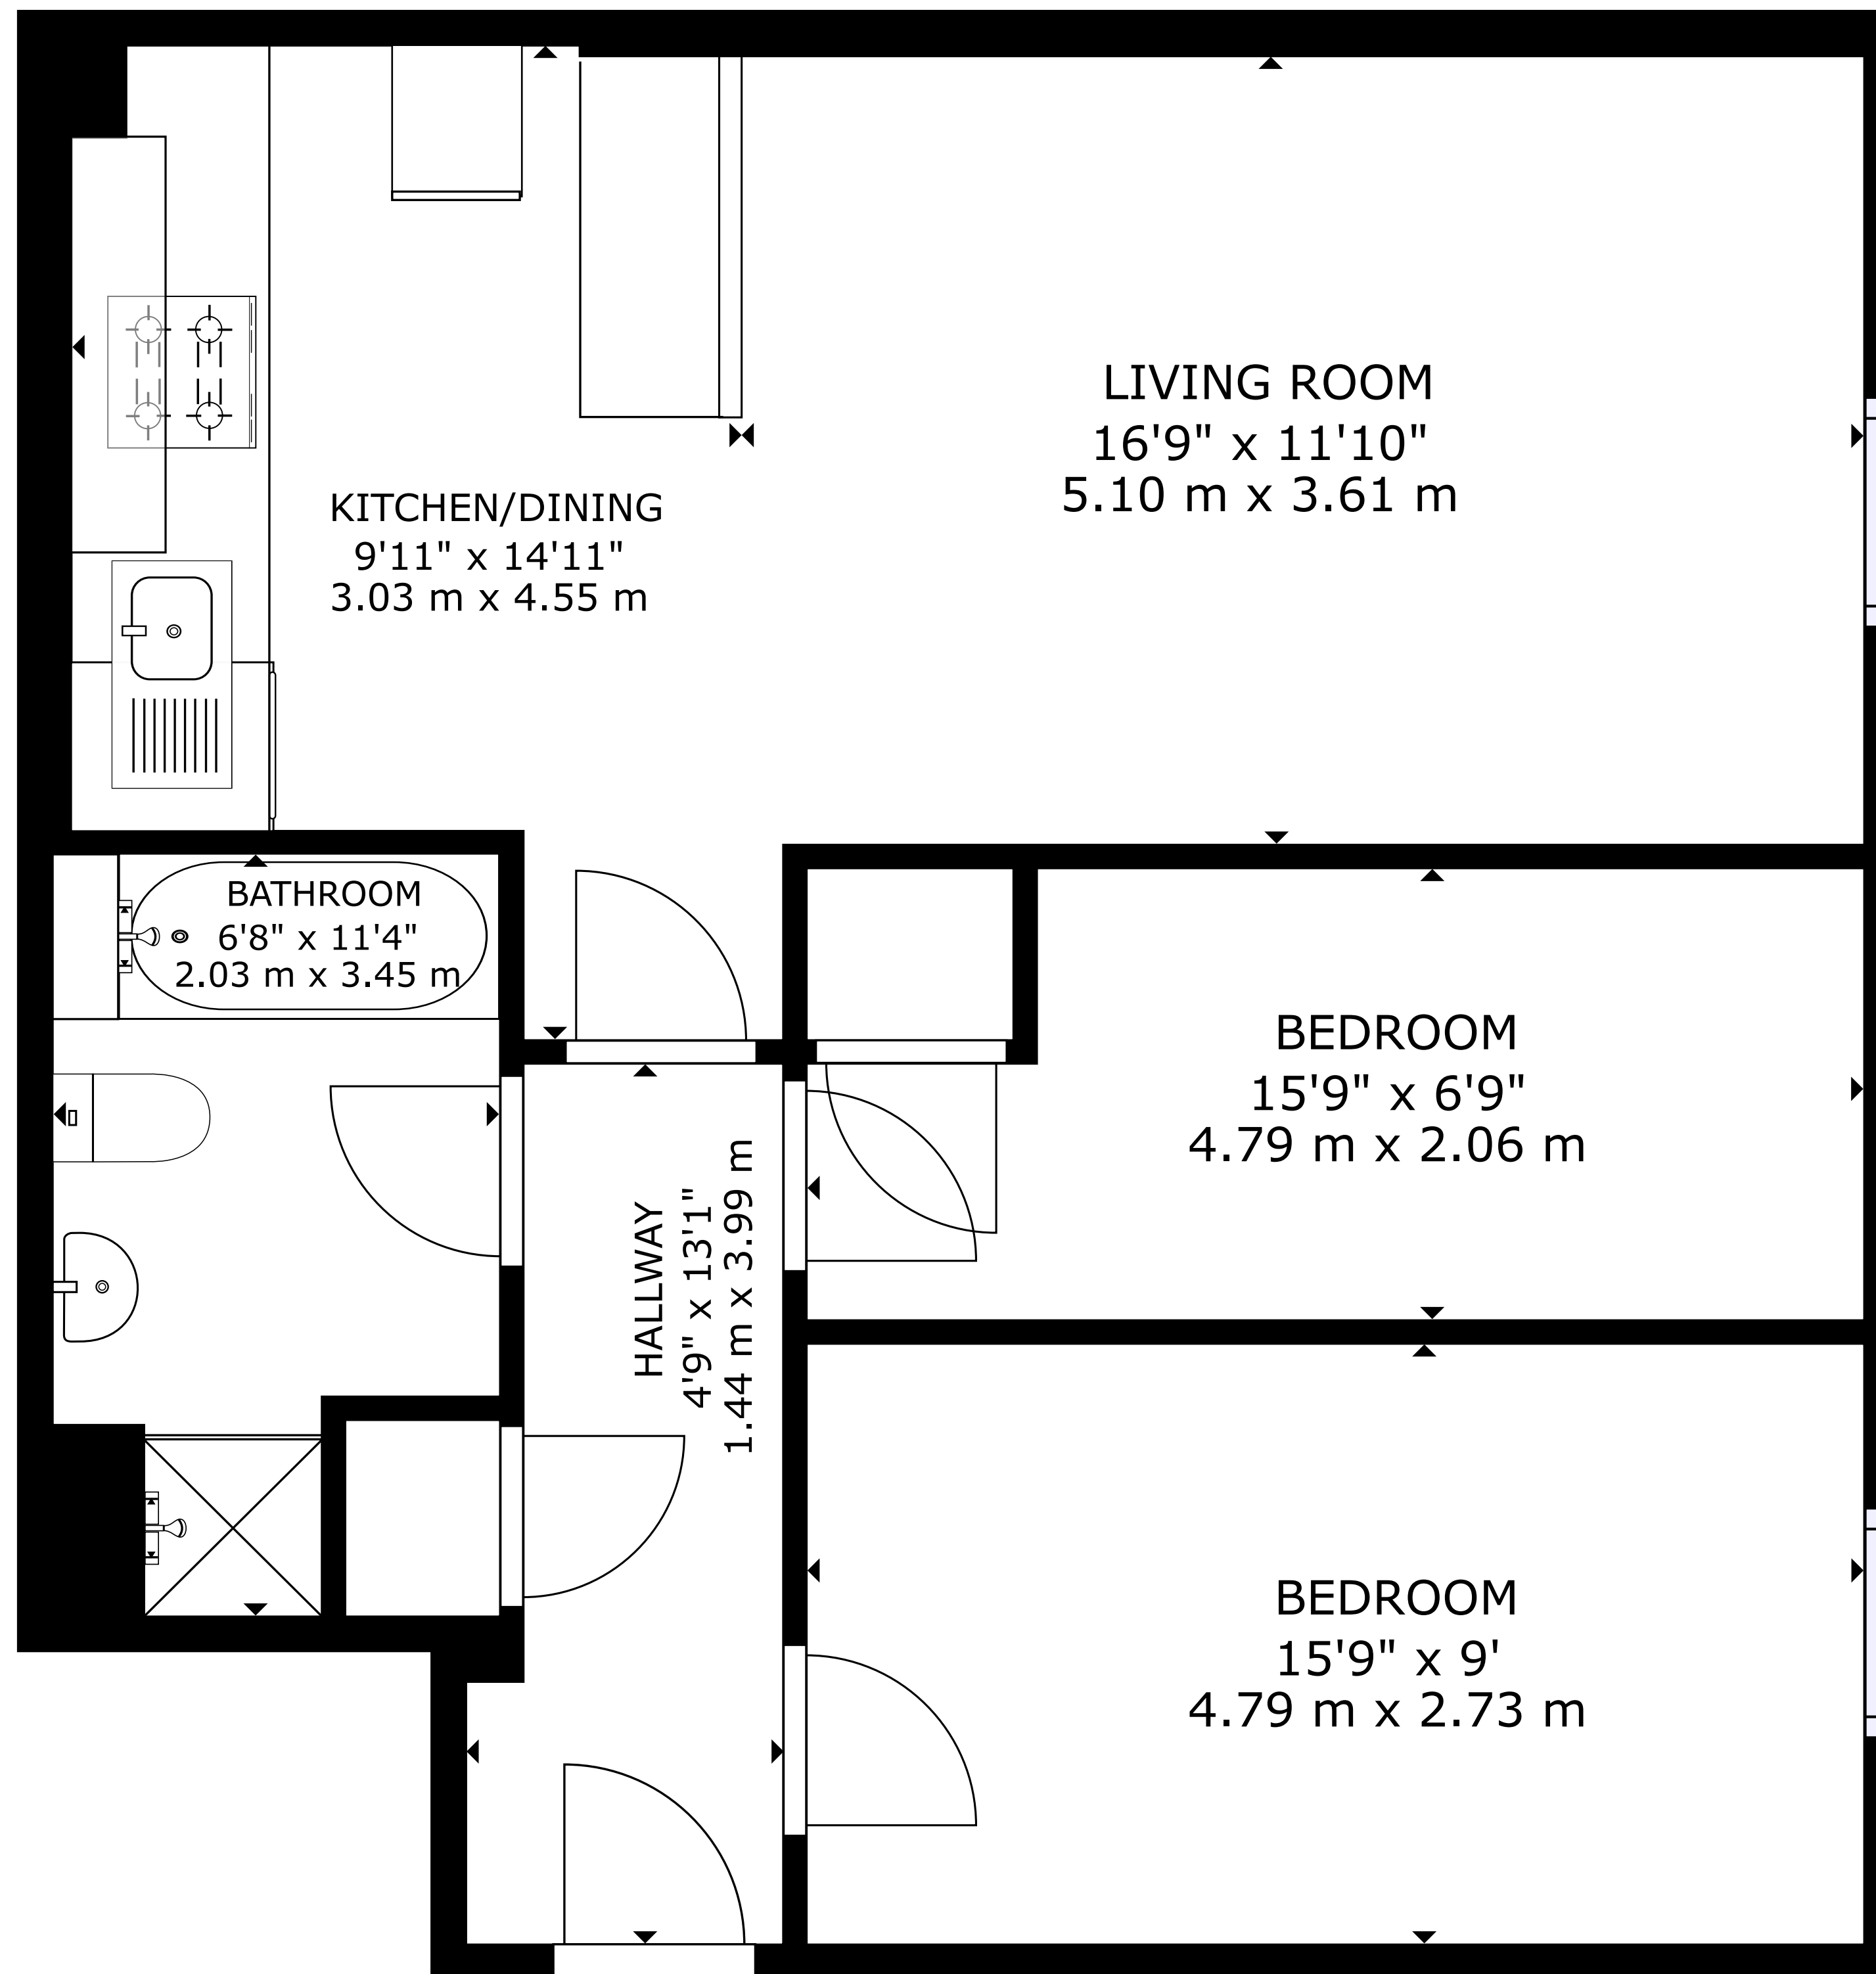 LIVING ROOM
16'9" x 11'10"
5.10 m x 3.61 m
KITCHEN/DINING
9'11" x 14'11"
3.03 m x 4.55 m
BATHROOM
6'8" x 11'4"
2.03 m x 3.45 m
BEDROOM
15'9" x 6'9"
4.79 m x 2.06 m
HALLWAY
4'9" x 13'1"
1.44 m x 3.99 m
BEDROOM
15'9" x 9'
4.79 m x 2.73 m